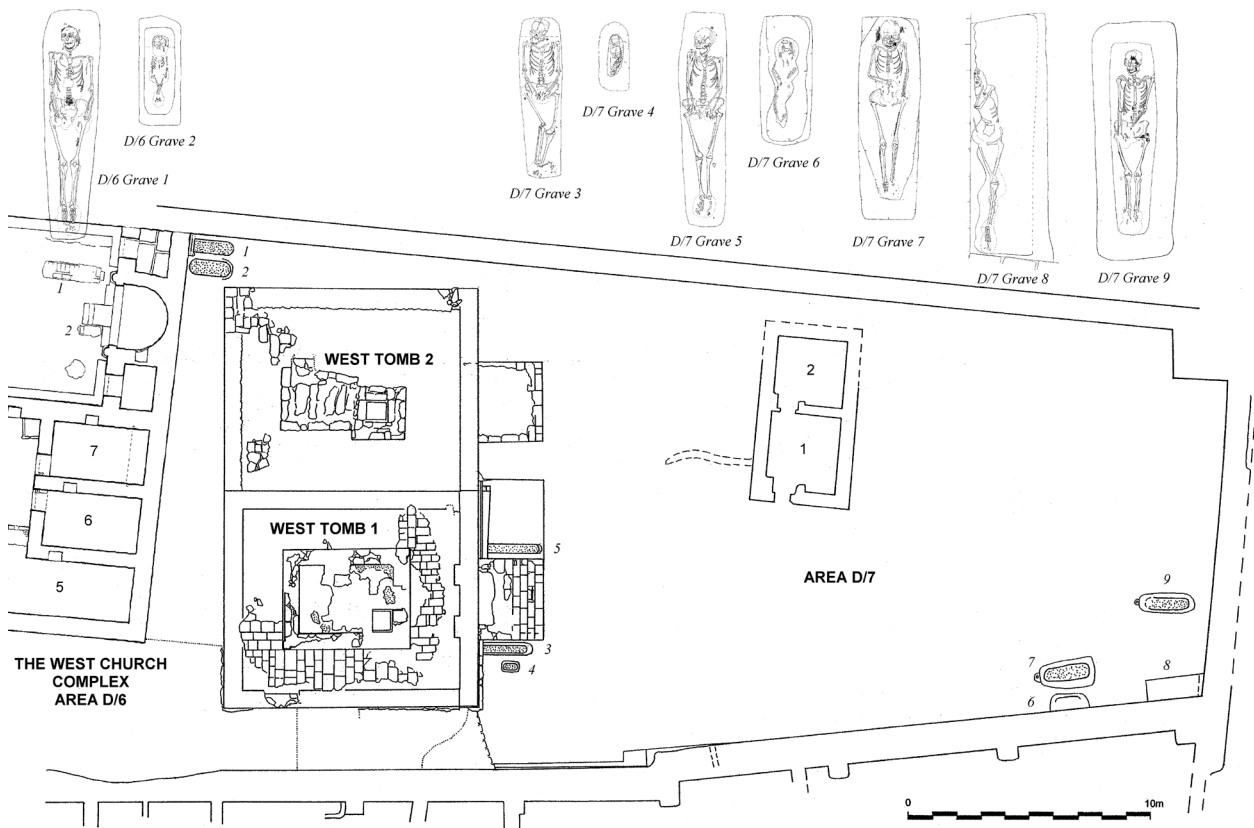 D/6 Grave 2
D/6 Grave 1
D/7 Grave 3
D/7 Grave 4
D/7 Grave 5
D/7 Grave 6
D/7 Grave 7
D/7 Grave 8
D/7 Grave 9
1
2
1
2
7
6
5
THE WEST CHURCH
COMPLEX
AREA D/6
WEST TOMB 2
WEST TOMB 1
5
3
4
2
1
AREA D/7
9
7
8
6
0 10m